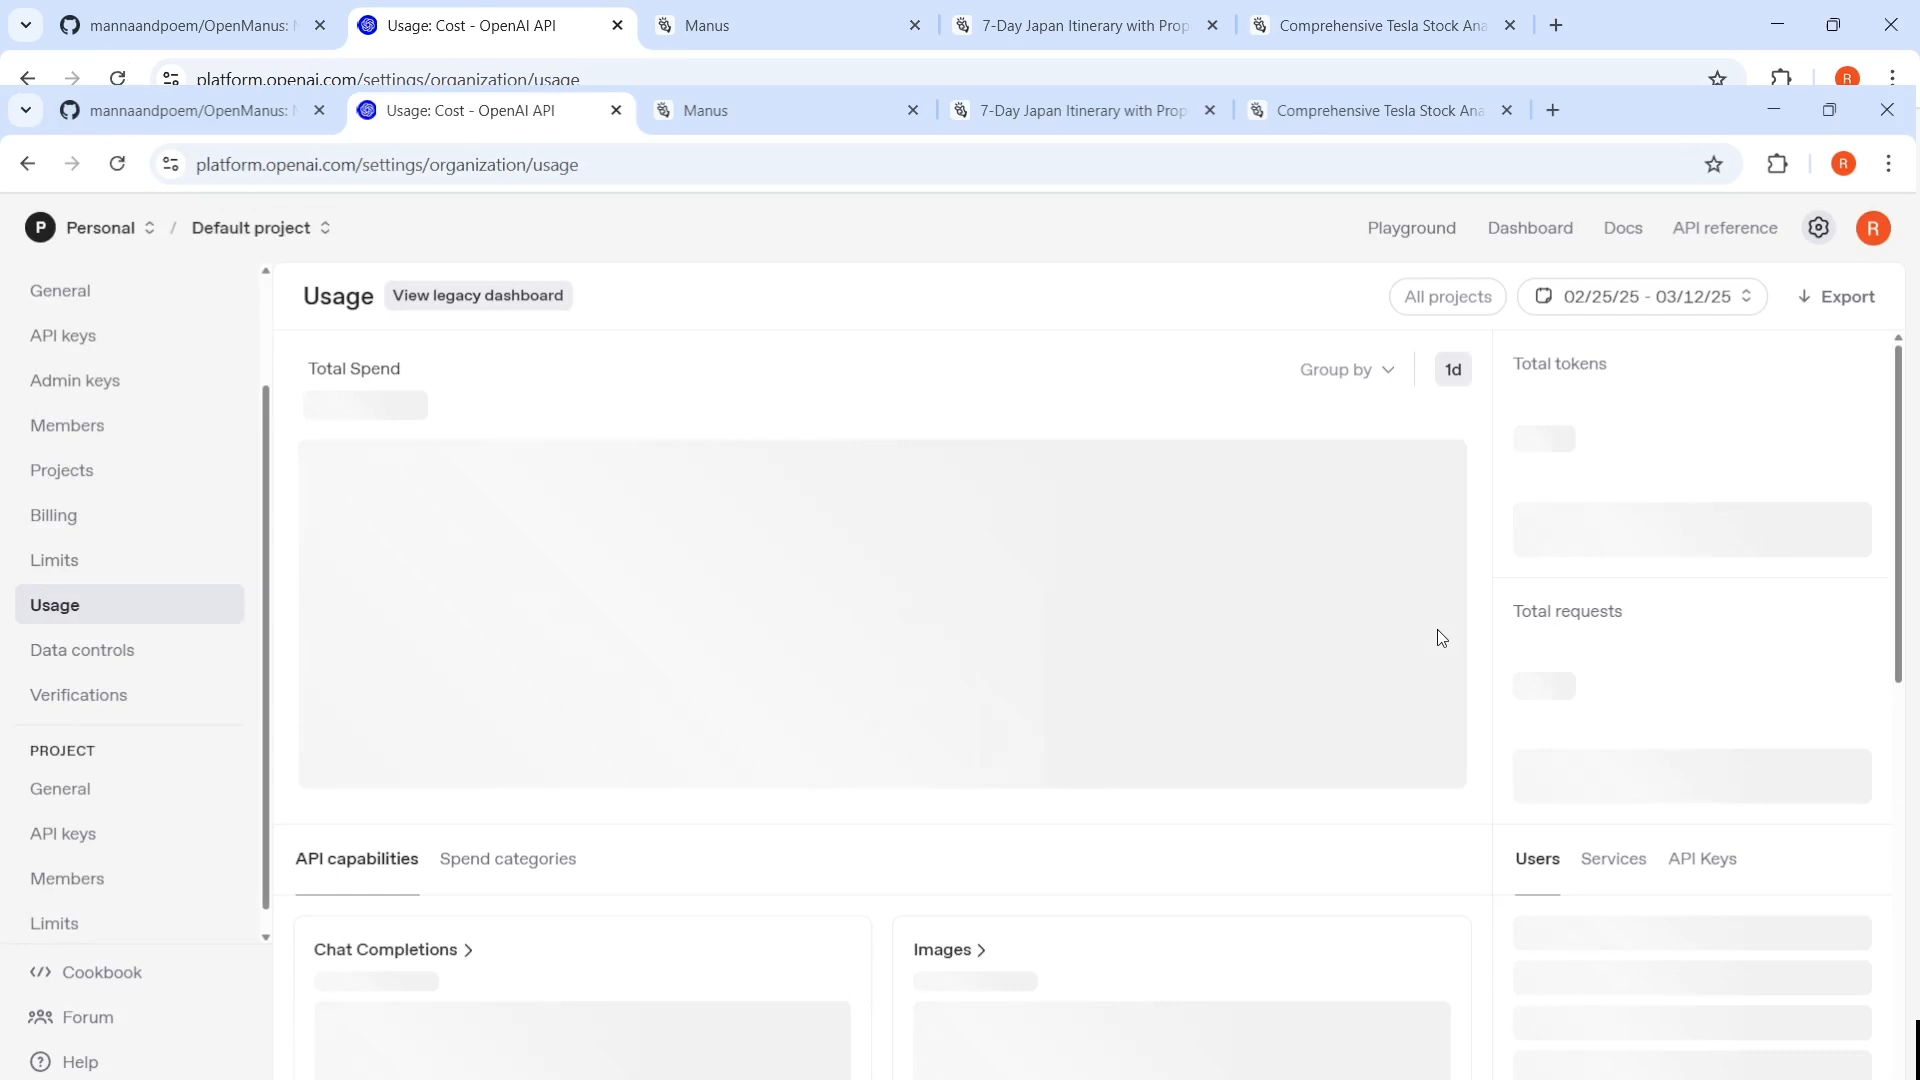 mannaandpoem/OpenManus:
Usage: Cost - OpenAI API
Manus
7-Day Japan Itinerary with Prop
Comprehensive Tesla Stock Ana
platform.openai.com/settings/organization/usage
R
mannaandpoem/OpenManus:
Usage: Cost - OpenAI API
Manus
7-Day Japan Itinerary with Prop
Comprehensive Tesla Stock Ana
platform.openai.com/settings/organization/usage
R
P Personal / Default project
Playground
Dashboard
Docs
API reference
R
General
API keys
Admin keys
Members
Projects
Billing
Limits
Usage
Data controls
Verifications
PROJECT
General
API keys
Members
Limits
Cookbook
Forum
Help
Usage
View legacy dashboard
All projects
02/25/25 - 03/12/25
Export
Total Spend
Group by
1d
Total tokens
Total requests
API capabilities
Spend categories
Users
Services
API Keys
Chat Completions
Images